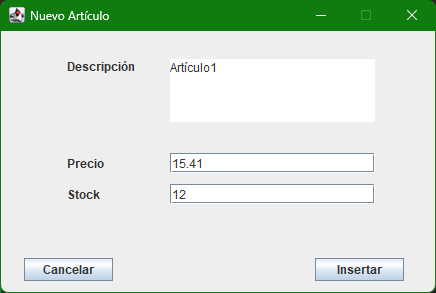 Nuevo Artículo
Descripción
Artículo1
Precio
15.41
Stock
12
Cancelar
Insertar